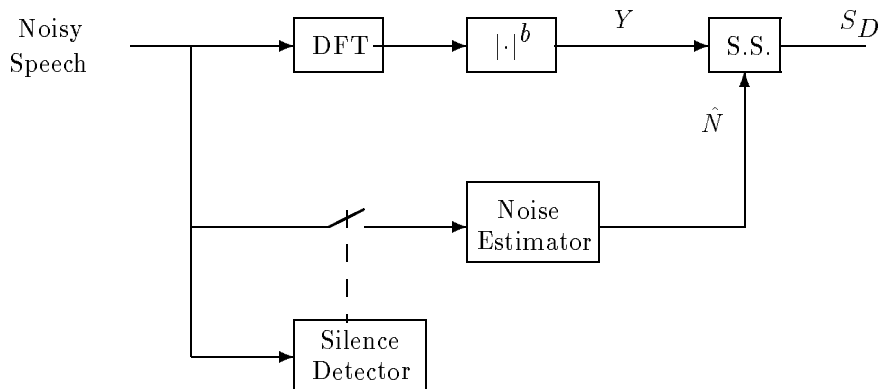 Noisy
Speech
DFT
|·|^b
Y
S.S.
S_D
N̂
Noise
Estimator
Silence
Detector